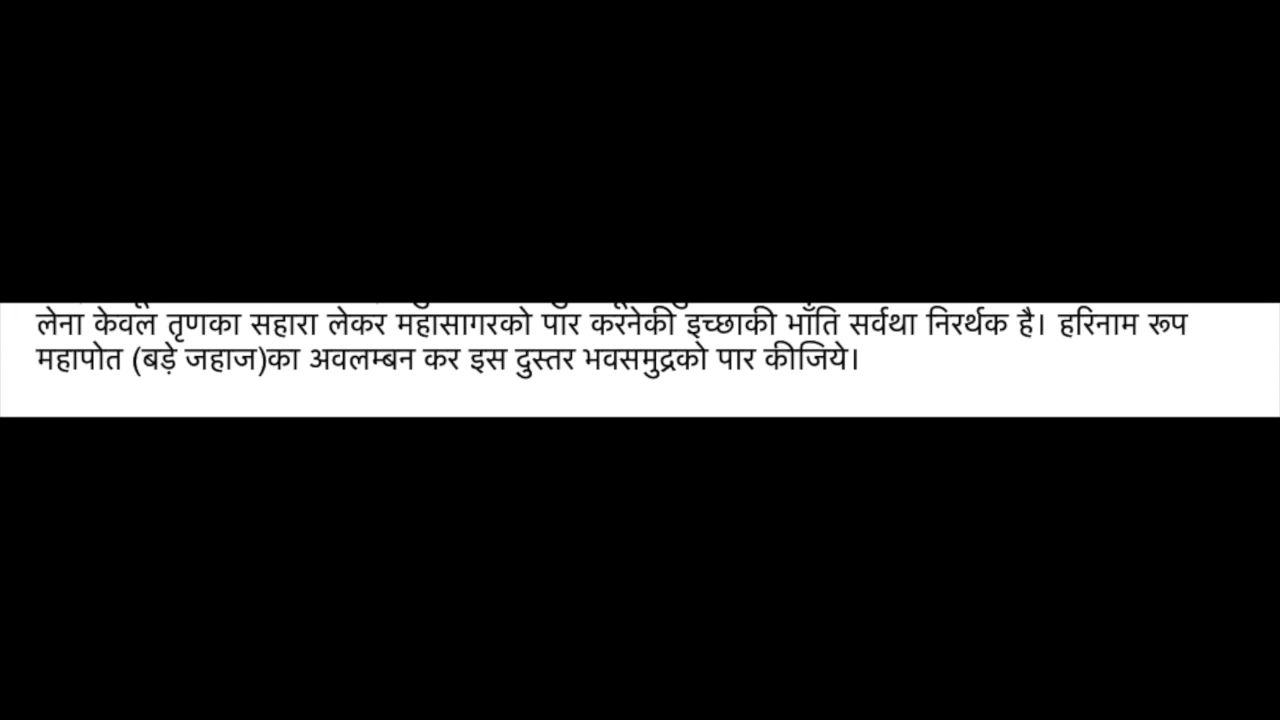 लेना केवल तृणका सहारा लेकर महासागरको पार करनेकी इच्छाकी भाँति सर्वथा निरर्थक है। हरिनाम रूप
महापोत (बड़े जहाज)का अवलम्बन कर इस दुस्तर भवसमुद्रको पार कीजिये।